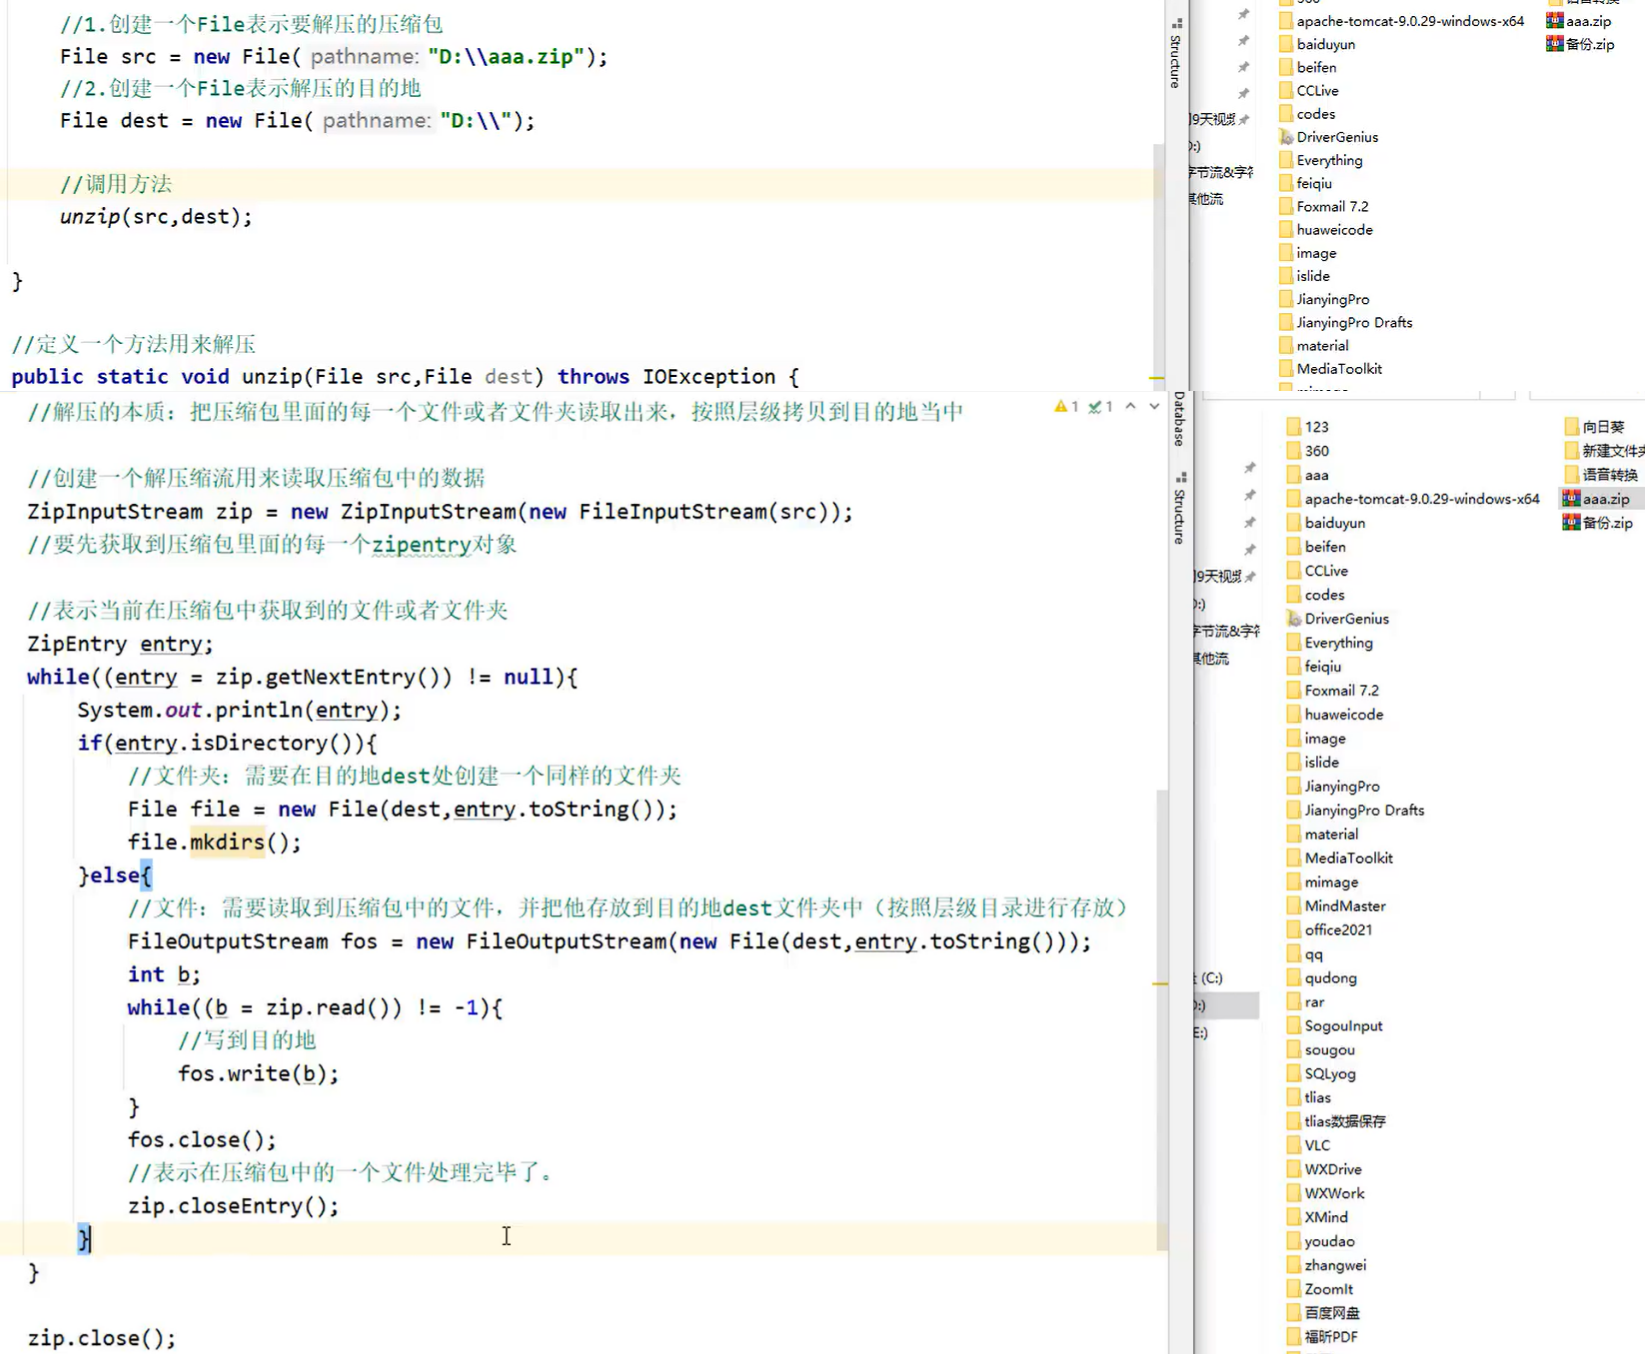 //1.创建一个File表示要解压的压缩包
File src = new File( pathname: "D:\\aaa.zip");
//2.创建一个File表示解压的目的地
File dest = new File( pathname: "D:\\");
//调用方法
unzip(src,dest);
}
//定义一个方法用来解压
public static void unzip(File src,File dest) throws IOException {
//解压的本质：把压缩包里面的每一个文件或者文件夹读取出来，按照层级拷贝到目的地当中
//创建一个解压缩流用来读取压缩包中的数据
ZipInputStream zip = new ZipInputStream(new FileInputStream(src));
//要先获取到压缩包里面的每一个zipentry对象
//表示当前在压缩包中获取到的文件或者文件夹
ZipEntry entry;
while((entry = zip.getNextEntry()) != null){
System.out.println(entry);
if(entry.isDirectory()){
//文件夹：需要在目的地dest处创建一个同样的文件夹
File file = new File(dest,entry.toString());
file.mkdirs();
}else{
//文件：需要读取到压缩包中的文件，并把他存放到目的地dest文件夹中（按照层级目录进行存放）
FileOutputStream fos = new FileOutputStream(new File(dest,entry.toString()));
int b;
while((b = zip.read()) != -1){
//写到目的地
fos.write(b);
}
fos.close();
//表示在压缩包中的一个文件处理完毕了。
zip.closeEntry();
}
}
zip.close();
1 1
Structure
Database
Structure
9天视频
字节流&字符
其他流
apache-tomcat-9.0.29-windows-x64
baiduyun
beifen
CCLive
codes
DriverGenius
Everything
feiqiu
Foxmail 7.2
huaweicode
image
islide
JianyingPro
JianyingPro Drafts
material
MediaToolkit
aaa.zip
备份.zip
9天视频
字节流&字符
其他流
(C:)
E:)
123
360
aaa
apache-tomcat-9.0.29-windows-x64
baiduyun
beifen
CCLive
codes
DriverGenius
Everything
feiqiu
Foxmail 7.2
huaweicode
image
islide
JianyingPro
JianyingPro Drafts
material
MediaToolkit
mimage
MindMaster
office2021
qq
qudong
rar
SogouInput
sougou
SQLyog
tlias
tlias数据保存
VLC
WXDrive
WXWork
XMind
youdao
zhangwei
ZoomIt
百度网盘
福昕PDF
向日葵
新建文件夹
语音转换
aaa.zip
备份.zip